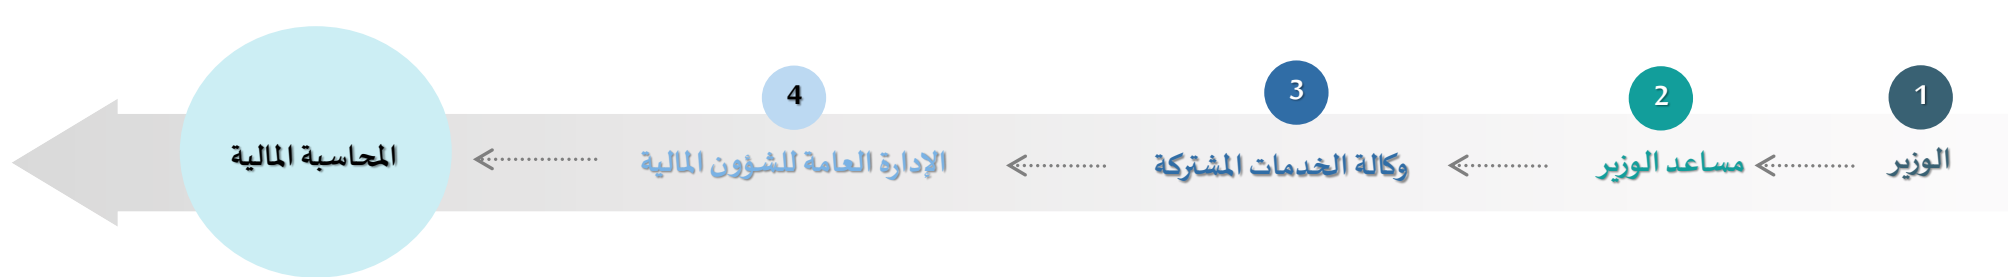 1
الوزير
2
مساعد الوزير
3
وكالة الخدمات المشتركة
4
الإدارة العامة للشؤون المالية
المحاسبة المالية